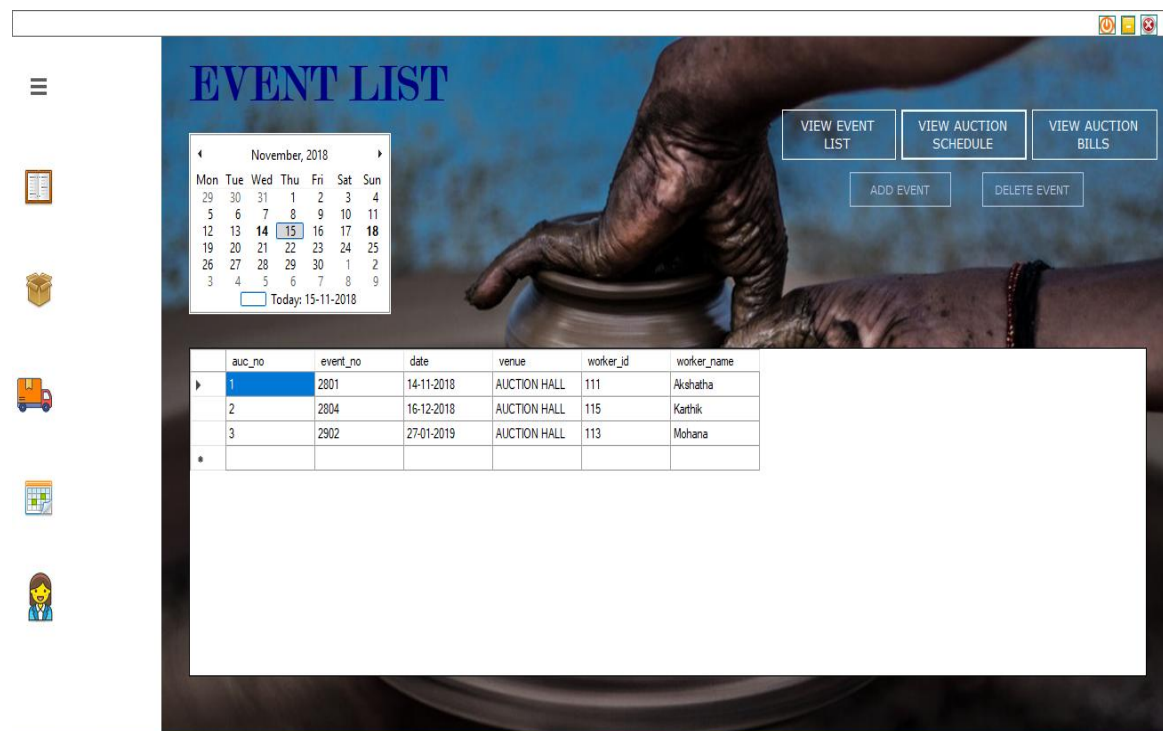 EVENT LIST
VIEW EVENT LIST
VIEW AUCTION SCHEDULE
VIEW AUCTION BILLS
ADD EVENT
DELETE EVENT
November, 2018
Mon Tue Wed Thu Fri Sat Sun
29 30 31 1 2 3 4
5 6 7 8 9 10 11
12 13 14 15 16 17 18
19 20 21 22 23 24 25
26 27 28 29 30 1 2
3 4 5 6 7 8 9
Today: 15-11-2018
auc_no event_no date venue worker_id worker_name
1 2801 14-11-2018 AUCTION HALL 111 Akshatha
2 2804 16-12-2018 AUCTION HALL 115 Karthik
3 2902 27-01-2019 AUCTION HALL 113 Mohana